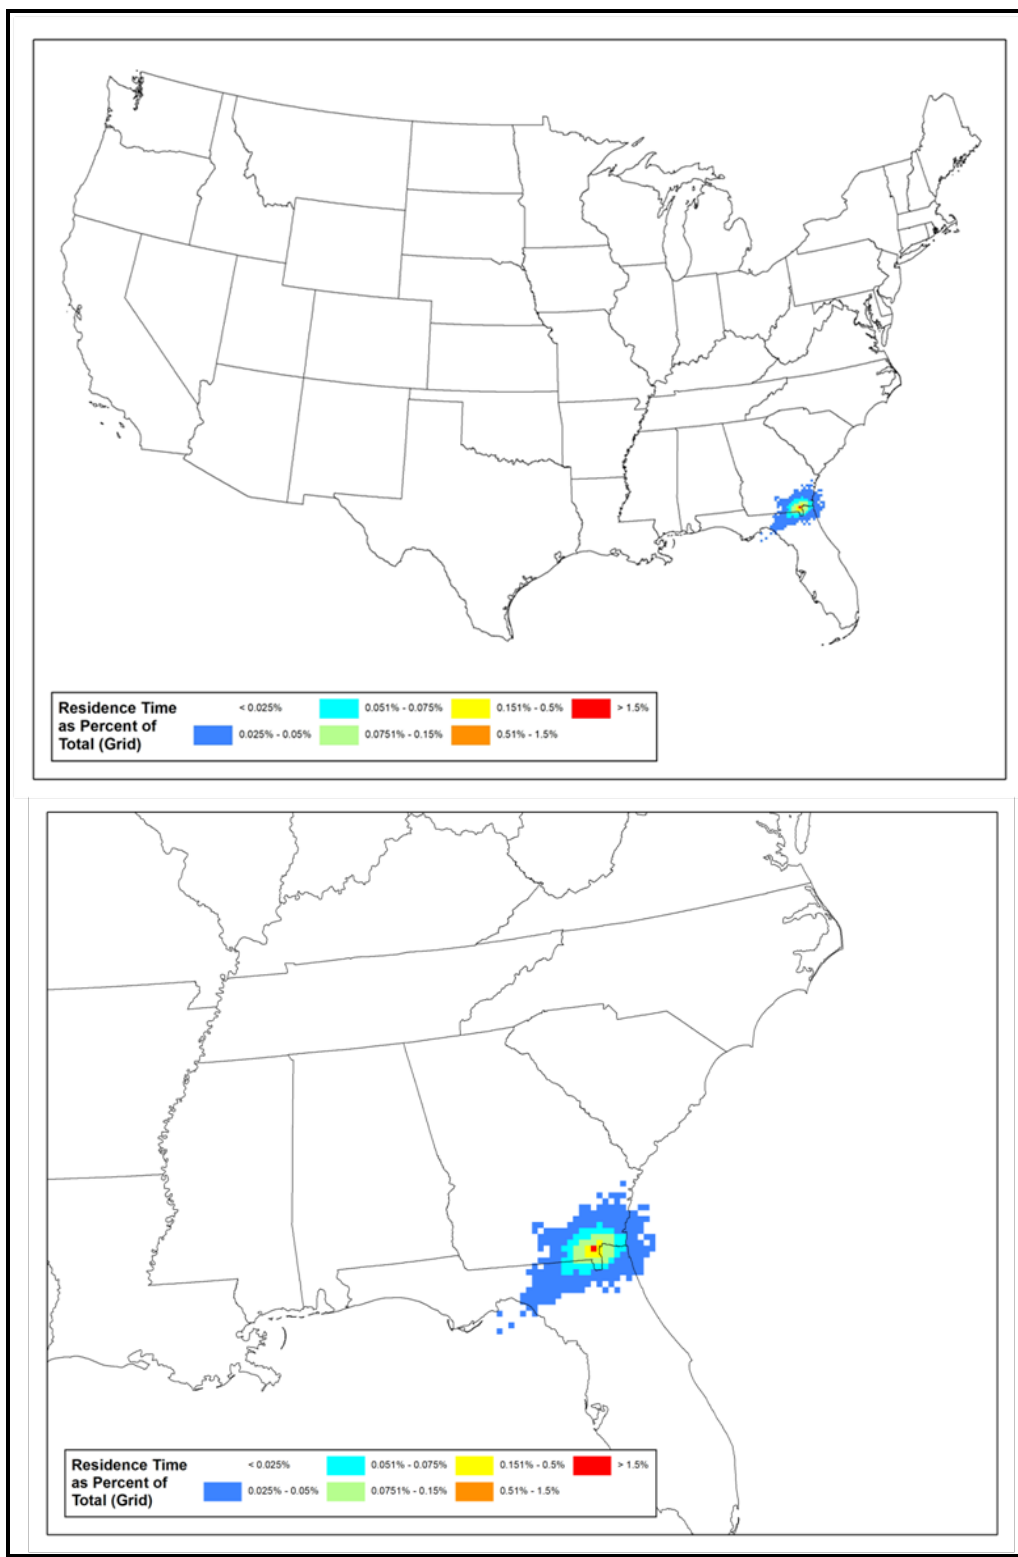 Residence Time
as Percent of
Total (Grid)
< 0.025%
0.051% - 0.075%
0.151% - 0.5%
> 1.5%
0.025% - 0.05%
0.0751% - 0.15%
0.51% - 1.5%
Residence Time
as Percent of
Total (Grid)
< 0.025%
0.051% - 0.075%
0.151% - 0.5%
> 1.5%
0.025% - 0.05%
0.0751% - 0.15%
0.51% - 1.5%